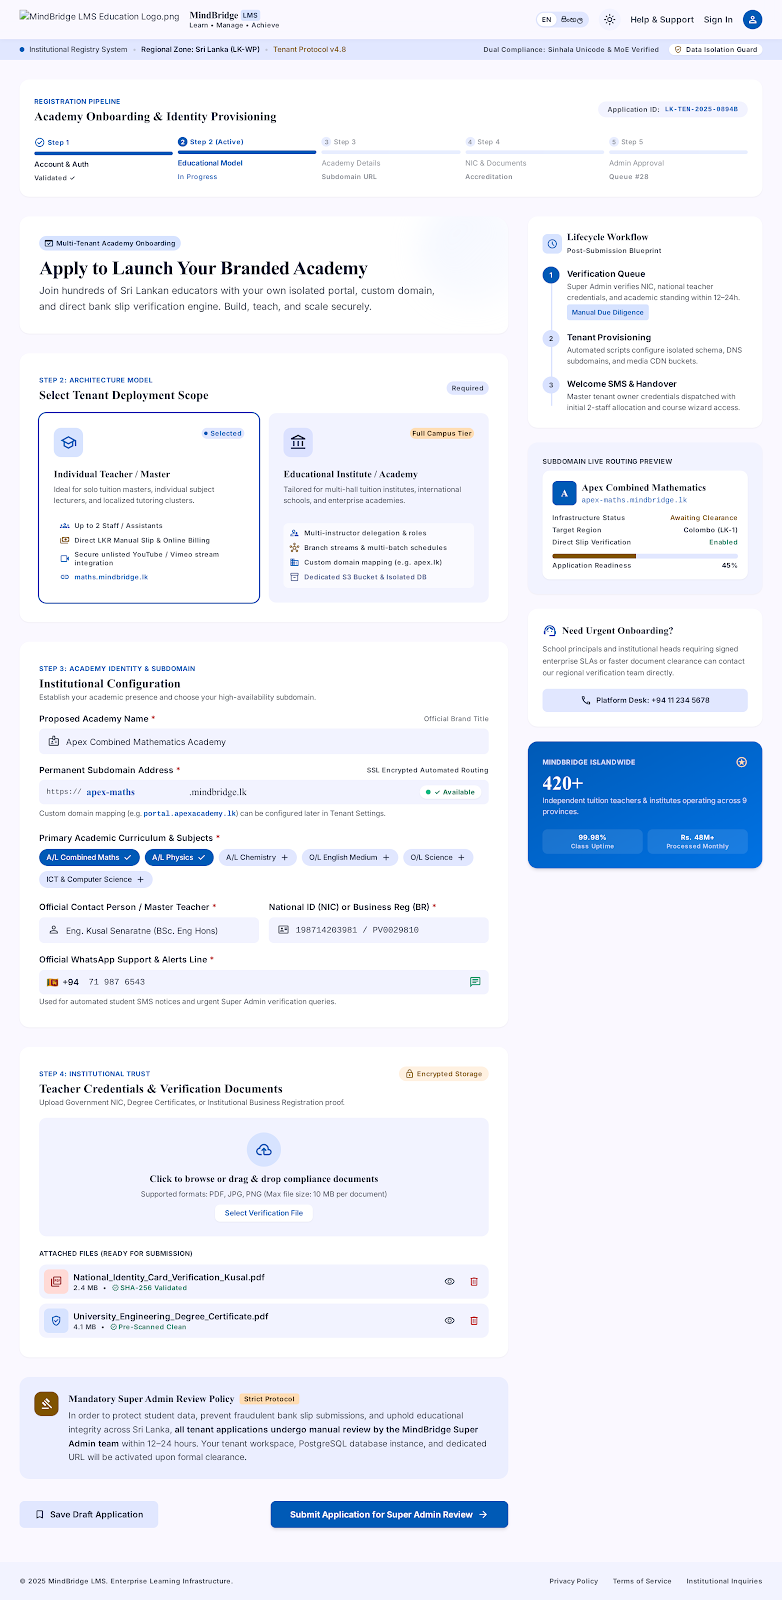 MindBridge LMS Education Logo.png
MindBridge LMS
Learn • Manage • Achieve
EN සිංහල
Help & Support
Sign In
Institutional Registry System • Regional Zone: Sri Lanka (LK-WP) • Tenant Protocol v4.8
Dual Compliance: Sinhala Unicode & MoE Verified
Data Isolation Guard
REGISTRATION PIPELINE
Academy Onboarding & Identity Provisioning
Application ID: LK-TEN-2025-0894B
Step 1
Account & Auth
Validated ✓
2 Step 2 (Active)
Educational Model
In Progress
3 Step 3
Academy Details
Subdomain URL
4 Step 4
NIC & Documents
Accreditation
5 Step 5
Admin Approval
Queue #28
Multi-Tenant Academy Onboarding
Apply to Launch Your Branded Academy
Join hundreds of Sri Lankan educators with your own isolated portal, custom domain,
and direct bank slip verification engine. Build, teach, and scale securely.
STEP 2: ARCHITECTURE MODEL
Select Tenant Deployment Scope
Required
Selected
Individual Teacher / Master
Ideal for solo tuition masters, individual subject
lecturers, and localized tutoring clusters.
Up to 2 Staff / Assistants
Direct LKR Manual Slip & Online Billing
Secure unlisted YouTube / Vimeo stream
integration
maths.mindbridge.lk
Full Campus Tier
Educational Institute / Academy
Tailored for multi-hall tuition institutes, international
schools, and enterprise academies.
Multi-instructor delegation & roles
Branch streams & multi-batch schedules
Custom domain mapping (e.g. apex.lk)
Dedicated S3 Bucket & Isolated DB
STEP 3: ACADEMY IDENTITY & SUBDOMAIN
Institutional Configuration
Establish your academic presence and choose your high-availability subdomain.
Proposed Academy Name *
Official Brand Title
Apex Combined Mathematics Academy
Permanent Subdomain Address *
SSL Encrypted Automated Routing
https:// apex-maths .mindbridge.lk
✓ Available
Custom domain mapping (e.g. portal.apexacademy.lk) can be configured later in Tenant Settings.
Primary Academic Curriculum & Subjects *
A/L Combined Maths ✓
A/L Physics ✓
A/L Chemistry +
O/L English Medium +
O/L Science +
ICT & Computer Science +
Official Contact Person / Master Teacher *
Eng. Kusal Senaratne (BSc. Eng Hons)
National ID (NIC) or Business Reg (BR) *
198714203981 / PV0029810
Official WhatsApp Support & Alerts Line *
+94 71 987 6543
Used for automated student SMS notices and urgent Super Admin verification queries.
STEP 4: INSTITUTIONAL TRUST
Teacher Credentials & Verification Documents
Encrypted Storage
Upload Government NIC, Degree Certificates, or Institutional Business Registration proof.
Click to browse or drag & drop compliance documents
Supported formats: PDF, JPG, PNG (Max file size: 10 MB per document)
Select Verification File
ATTACHED FILES (READY FOR SUBMISSION)
National_Identity_Card_Verification_Kusal.pdf
2.4 MB • SHA-256 Validated
University_Engineering_Degree_Certificate.pdf
4.1 MB • Pre-Scanned Clean
Mandatory Super Admin Review Policy
Strict Protocol
In order to protect student data, prevent fraudulent bank slip submissions, and uphold educational
integrity across Sri Lanka, all tenant applications undergo manual review by the MindBridge Super
Admin team within 12–24 hours. Your tenant workspace, PostgreSQL database instance, and dedicated
URL will be activated upon formal clearance.
Save Draft Application
Submit Application for Super Admin Review →
Lifecycle Workflow
Post-Submission Blueprint
1
Verification Queue
Super Admin verifies NIC, national teacher
credentials, and academic standing within 12–24h.
Manual Due Diligence
2
Tenant Provisioning
Automated scripts configure isolated schema, DNS
subdomains, and media CDN buckets.
3
Welcome SMS & Handover
Master tenant owner credentials dispatched with
initial 2-staff allocation and course wizard access.
SUBDOMAIN LIVE ROUTING PREVIEW
A
Apex Combined Mathematics
apex-maths.mindbridge.lk
Infrastructure Status Awaiting Clearance
Target Region Colombo (LK-1)
Direct Slip Verification Enabled
Application Readiness 45%
Need Urgent Onboarding?
School principals and institutional heads requiring signed
enterprise SLAs or faster document clearance can contact
our regional verification team directly.
Platform Desk: +94 11 234 5678
MINDBRIDGE ISLANDWIDE
420+
Independent tuition teachers & institutes operating across 9
provinces.
99.98%
Class Uptime
Rs. 48M+
Processed Monthly
© 2025 MindBridge LMS. Enterprise Learning Infrastructure.
Privacy Policy
Terms of Service
Institutional Inquiries